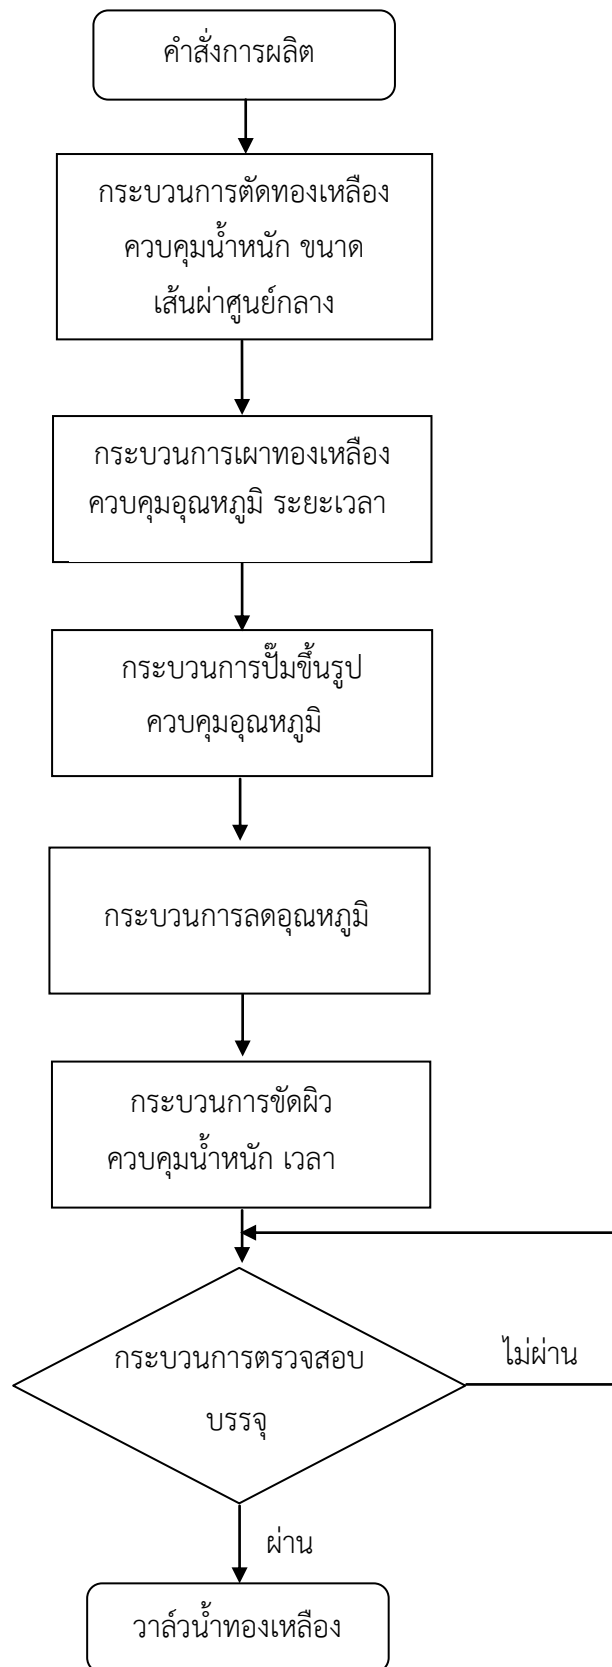 คำสั่งการผลิต
กระบวนการตัดทองเหลือง
ควบคุมน้ำหนัก ขนาด
เส้นผ่าศูนย์กลาง
กระบวนการเผาทองเหลือง
ควบคุมอุณหภูมิ ระยะเวลา
กระบวนการปั๊มขึ้นรูป
ควบคุมอุณหภูมิ
กระบวนการลดอุณหภูมิ
กระบวนการขัดผิว
ควบคุมน้ำหนัก เวลา
กระบวนการตรวจสอบ
บรรจุ
ไม่ผ่าน
ผ่าน
วาล์วน้ำทองเหลือง